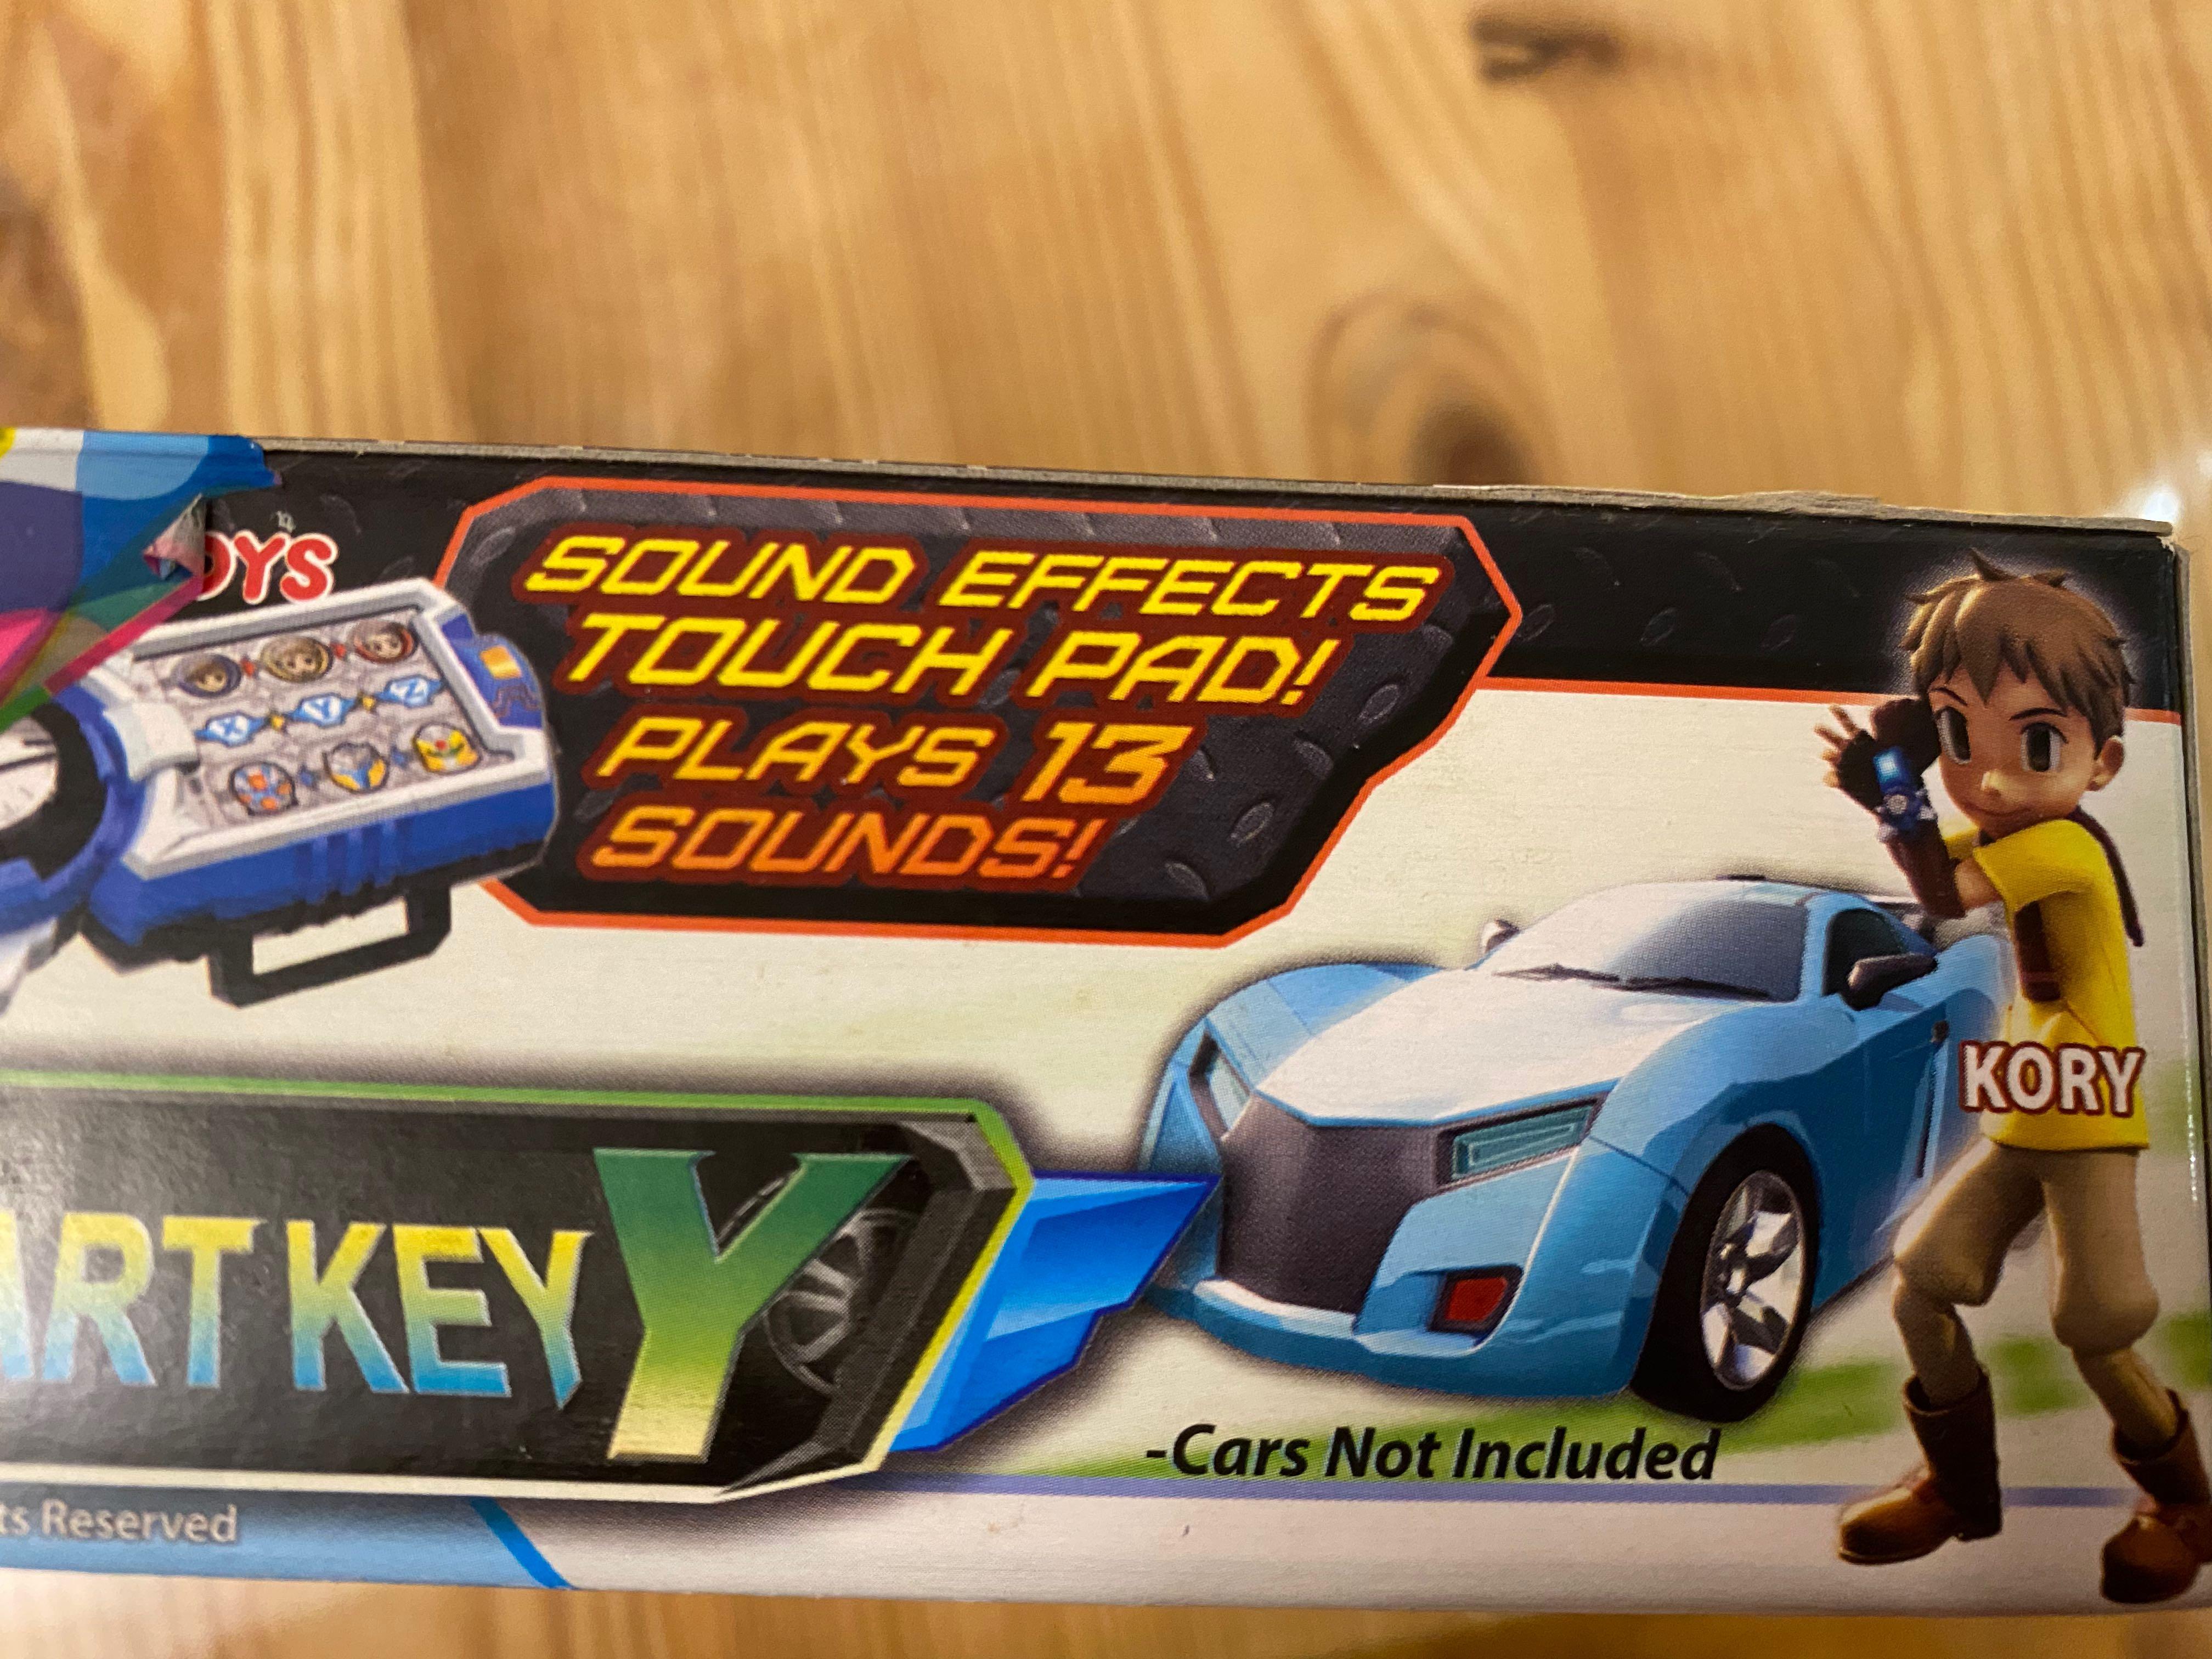 OYS
SOUND EFFECTS
TOUCH PAD!
PLAYS 13
SOUNDS!
X Y Z
KORY
ART KEY Y
-Cars Not Included
ts Reserved